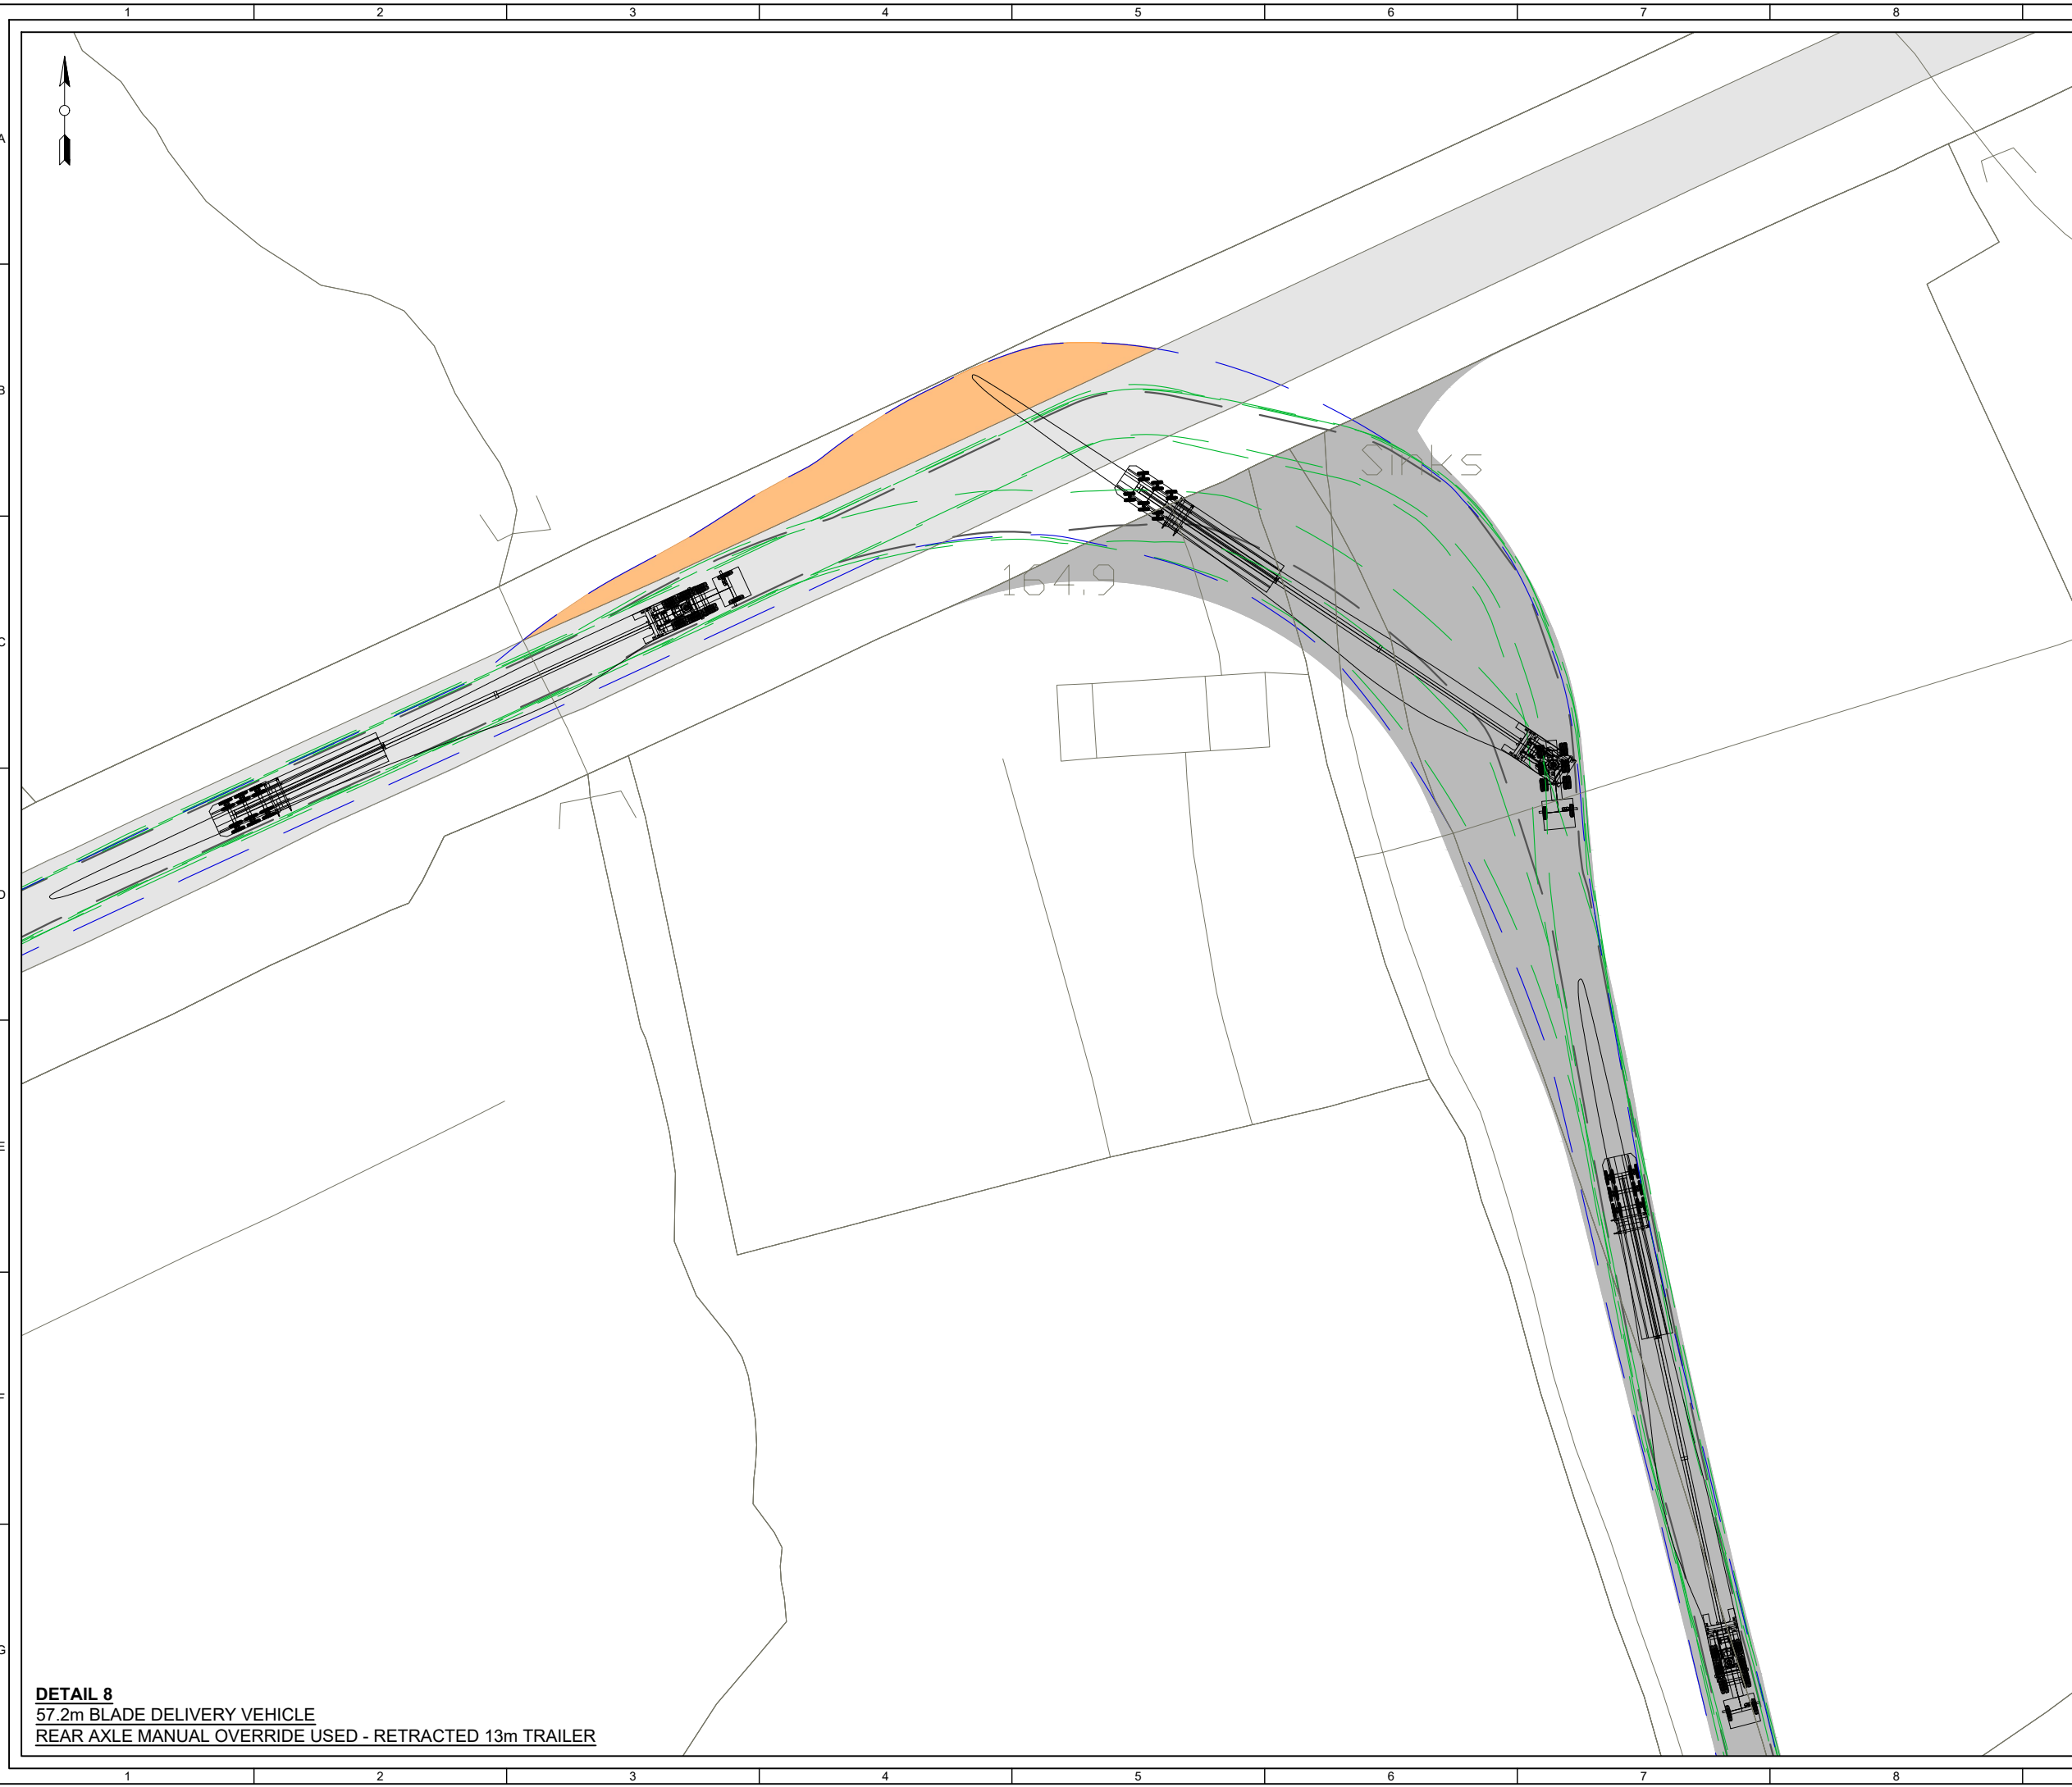 1 2 3 4 5 6 7 8
A
B
Sinks
164.9
C
D
E
F
G
DETAIL 8
57.2m BLADE DELIVERY VEHICLE
REAR AXLE MANUAL OVERRIDE USED - RETRACTED 13m TRAILER
1 2 3 4 5 6 7 8